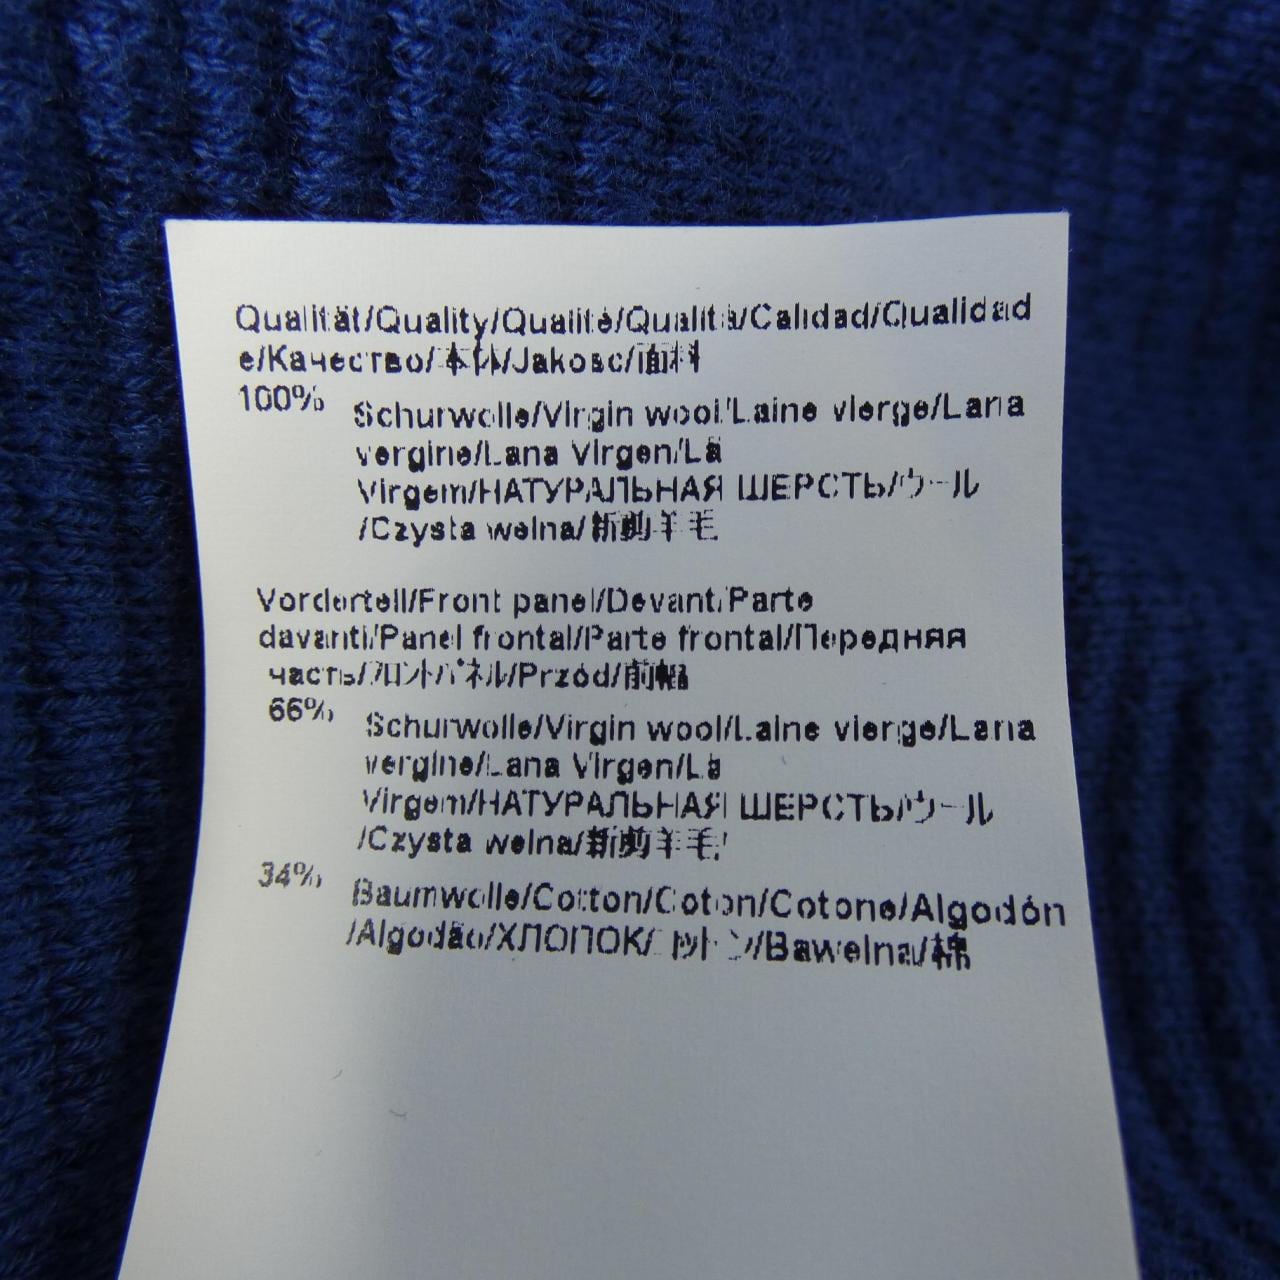 Qualität/Quality/Qualité/Qualità/Calidad/Qualidad
e/Качество/本体/Jakosc/面料
100%
Schurwolle/Virgin wool/Laine vierge/Lana
vergine/Lana Virgen/Lã
Virgem/НАТУРАЛЬНАЯ ШЕРСТЬ/ウール
/Czysta welna/新剪羊毛
Vorderteil/Front panel/Devant/Parte
davanti/Panel frontal/Parte frontal/Передняя
часть/フロントパネル/Przód/前幅
66%
Schurwolle/Virgin wool/Laine vierge/Lana
vergine/Lana Virgen/Lã
Virgem/НАТУРАЛЬНАЯ ШЕРСТЬ/ウール
/Czysta welna/新剪羊毛/
34%
Baumwolle/Cotton/Coton/Cotone/Algodón
/Algodão/ХЛОПОК/コットン/Bawelna/棉